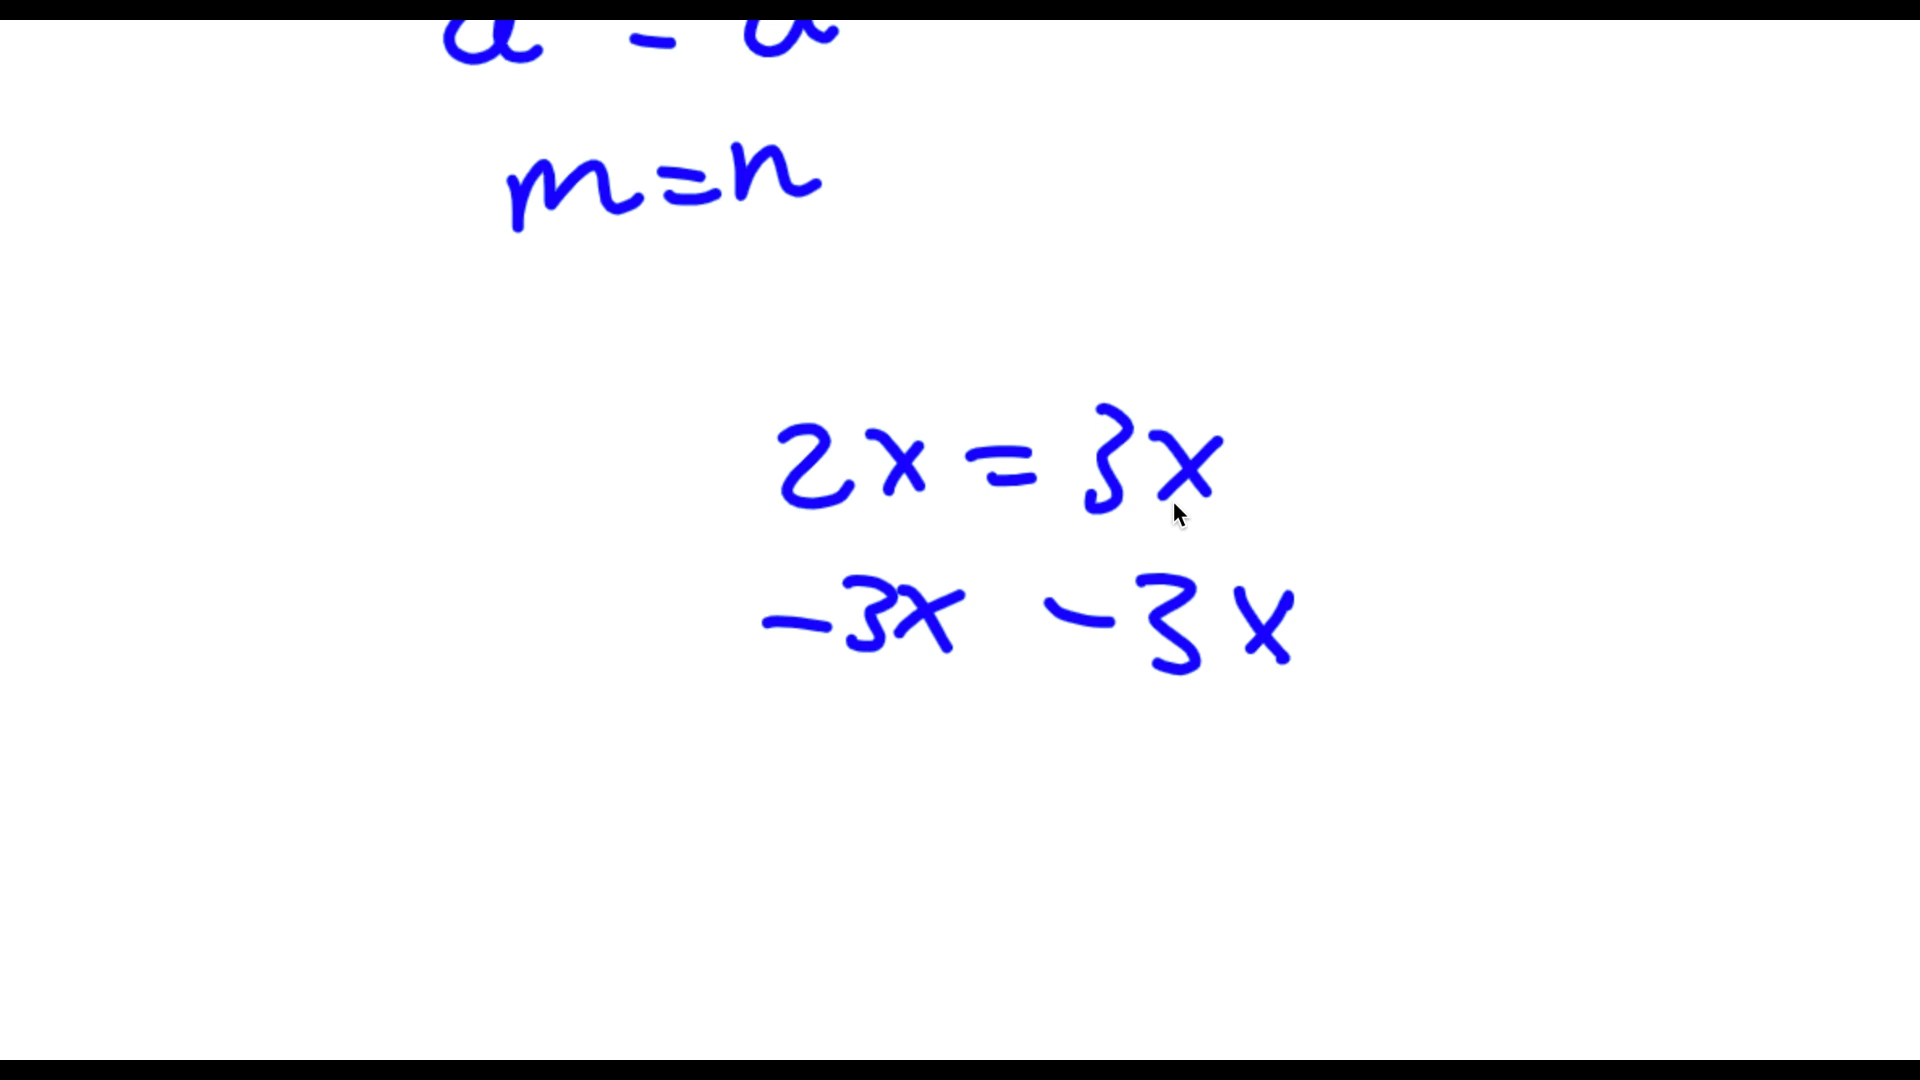 m=n
2x = 3x
-3x -3x